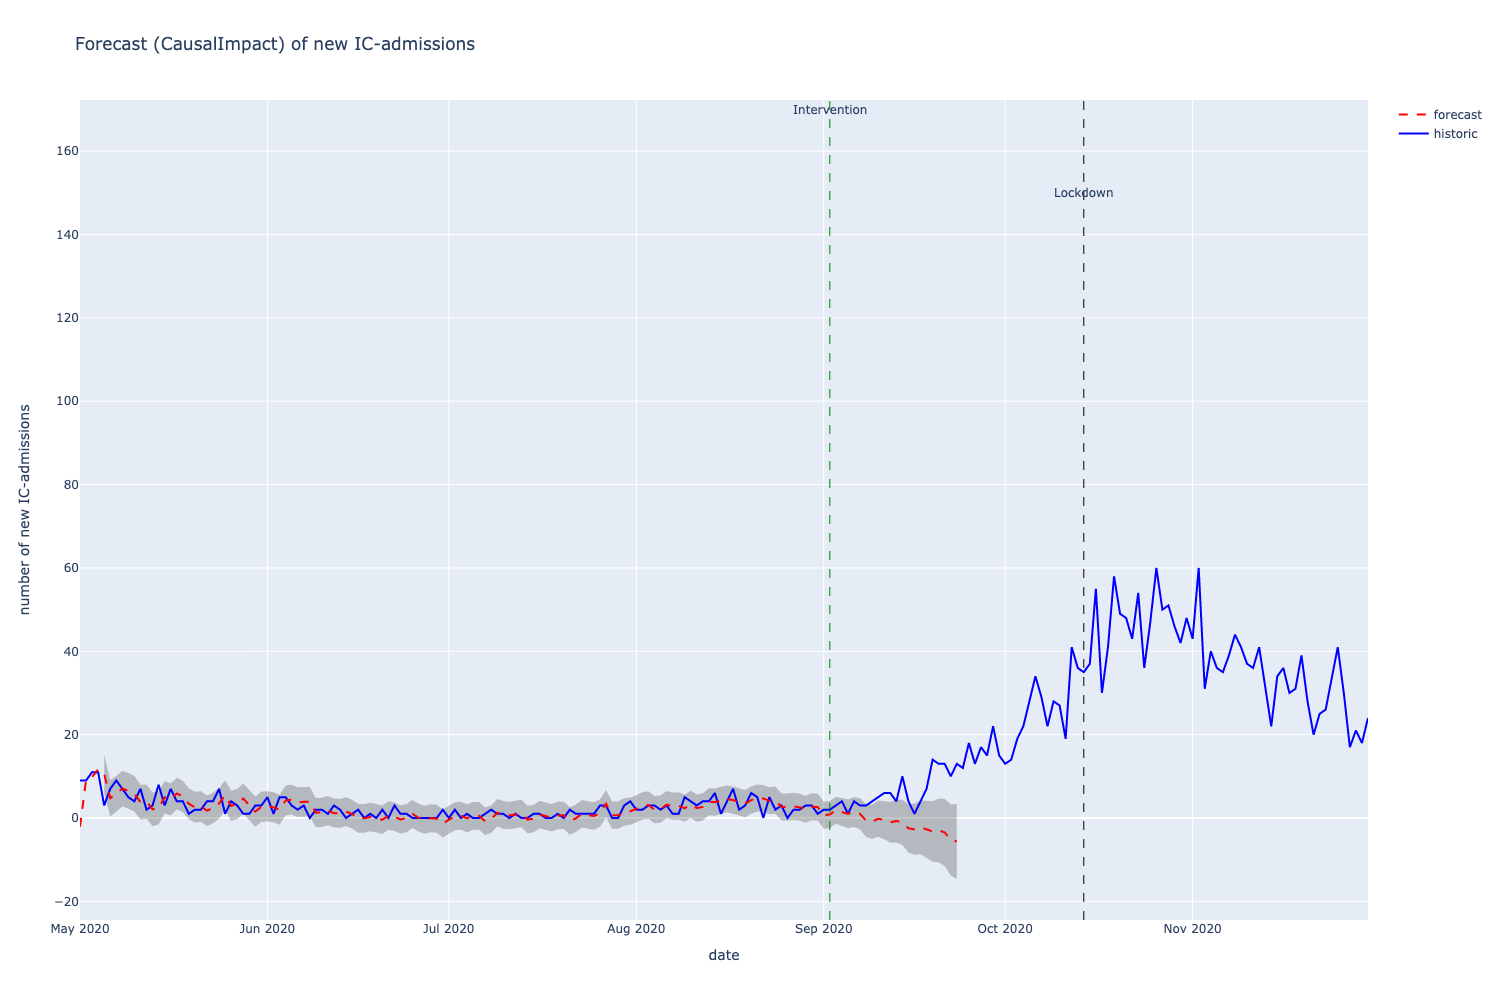 Forecast (CausalImpact) of new IC-admissions
Intervention
Lockdown
forecast
historic
number of new IC-admissions
160
140
120
100
80
60
40
20
0
−20
May 2020
Jun 2020
Jul 2020
Aug 2020
Sep 2020
Oct 2020
Nov 2020
date